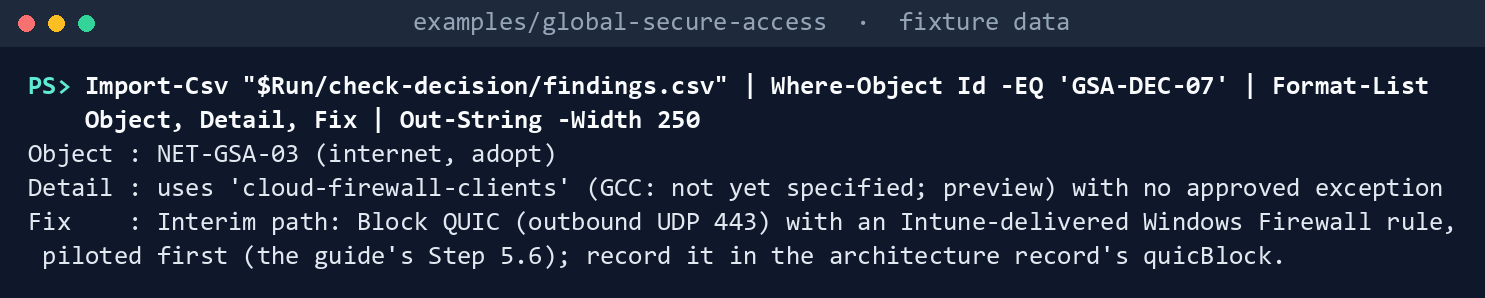 examples/global-secure-access · fixture data
PS> Import-Csv "$Run/check-decision/findings.csv" | Where-Object Id -EQ 'GSA-DEC-07' | Format-List
Object, Detail, Fix | Out-String -Width 250
Object : NET-GSA-03 (internet, adopt)
Detail : uses 'cloud-firewall-clients' (GCC: not yet specified; preview) with no approved exception
Fix    : Interim path: Block QUIC (outbound UDP 443) with an Intune-delivered Windows Firewall rule,
piloted first (the guide's Step 5.6); record it in the architecture record's quicBlock.